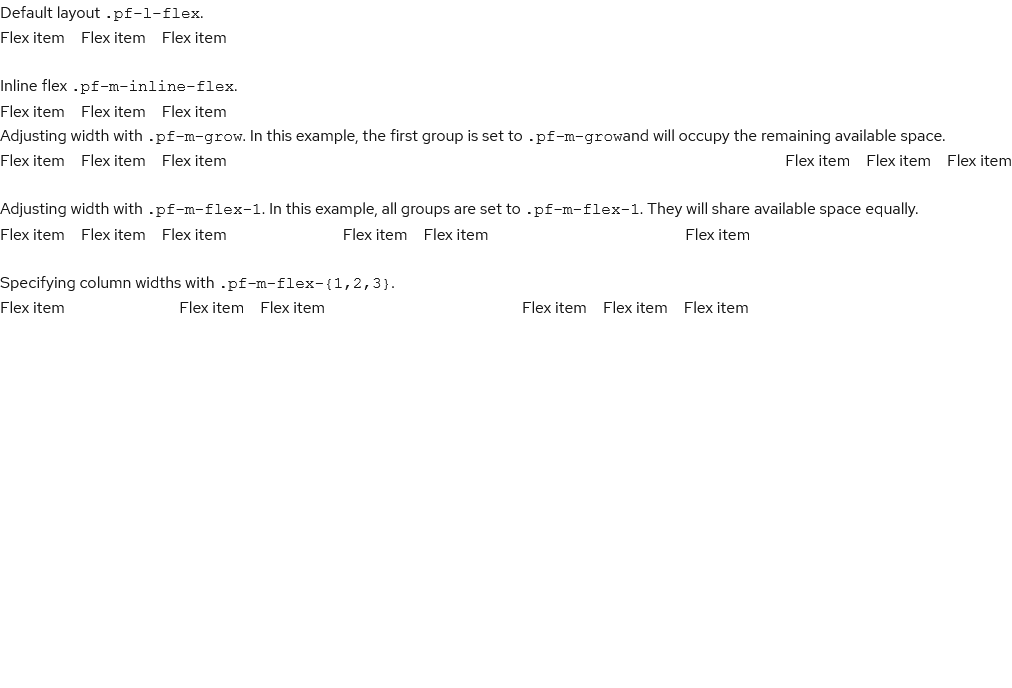 Default layout .pf-l-flex.
Flex item Flex item Flex item
Inline flex .pf-m-inline-flex.
Flex item Flex item Flex item
Adjusting width with .pf-m-grow. In this example, the first group is set to .pf-m-growand will occupy the remaining available space.
Flex item Flex item Flex item Flex item Flex item Flex item
Adjusting width with .pf-m-flex-1. In this example, all groups are set to .pf-m-flex-1. They will share available space equally.
Flex item Flex item Flex item Flex item Flex item Flex item
Specifying column widths with .pf-m-flex-{1,2,3}.
Flex item Flex item Flex item Flex item Flex item Flex item